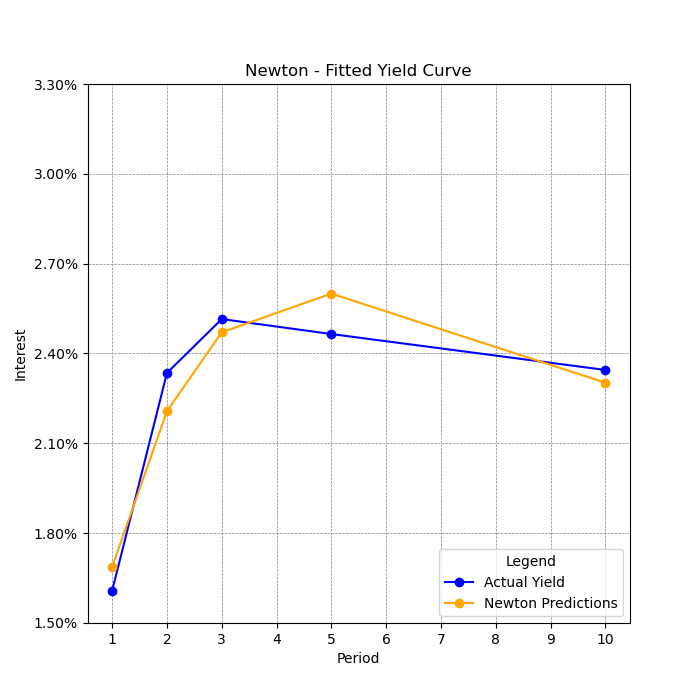 Newton - Fitted Yield Curve
3.30%
3.00%
2.70%
2.40%
2.10%
1.80%
1.50%
Interest
1 2 3 4 5 6 7 8 9 10
Period
Legend
Actual Yield
Newton Predictions